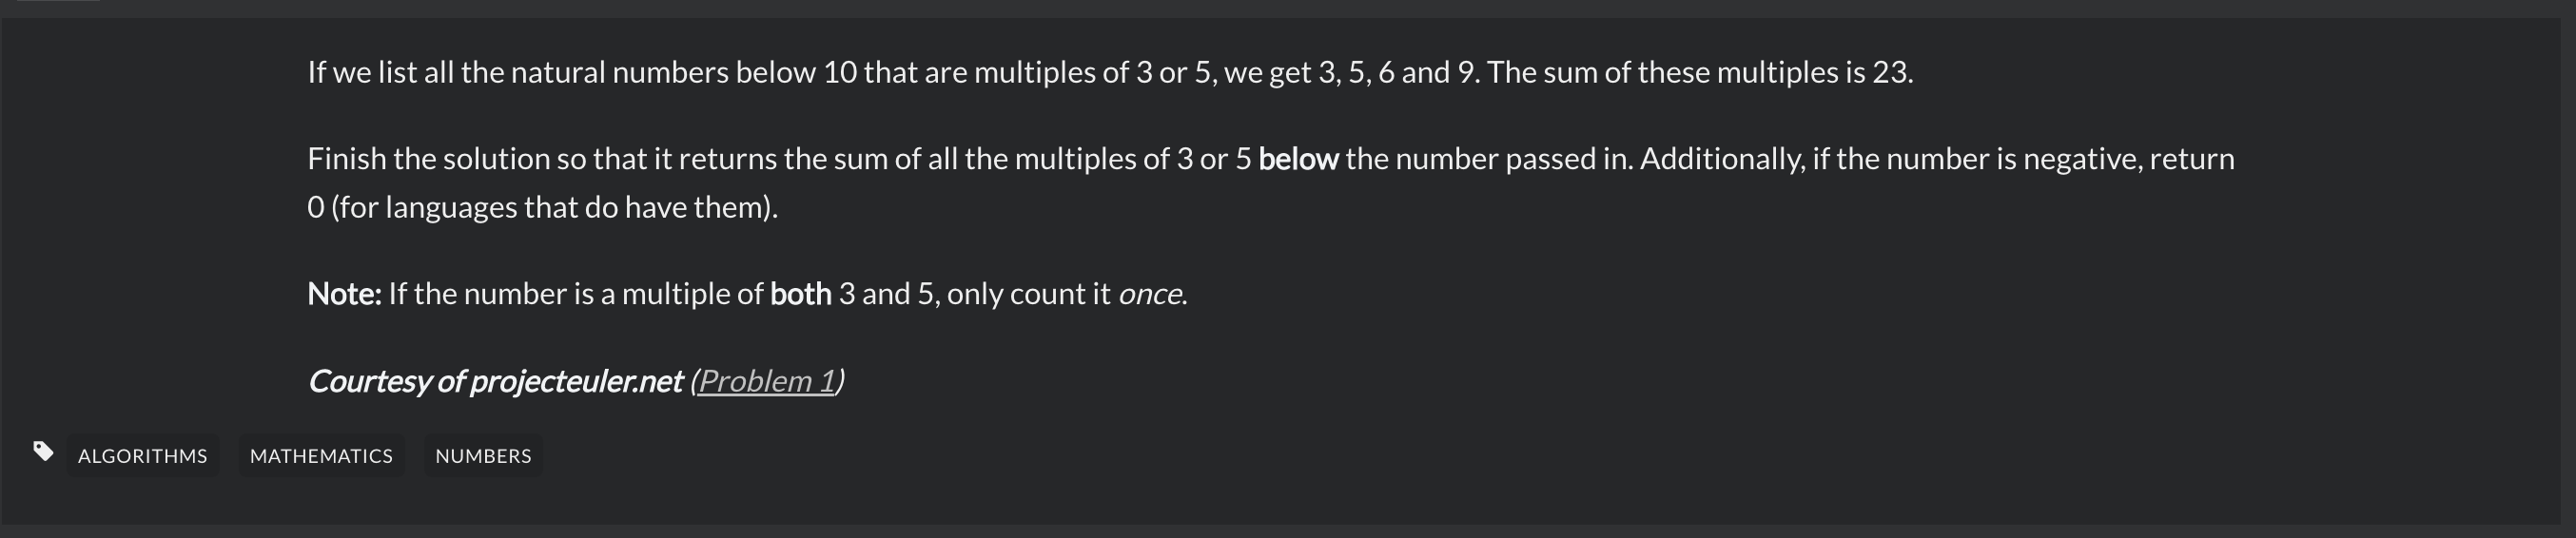 If we list all the natural numbers below 10 that are multiples of 3 or 5, we get 3, 5, 6 and 9. The sum of these multiples is 23.
Finish the solution so that it returns the sum of all the multiples of 3 or 5 below the number passed in. Additionally, if the number is negative, return
0 (for languages that do have them).
Note: If the number is a multiple of both 3 and 5, only count it once.
Courtesy of projecteuler.net (Problem 1)
ALGORITHMS MATHEMATICS NUMBERS